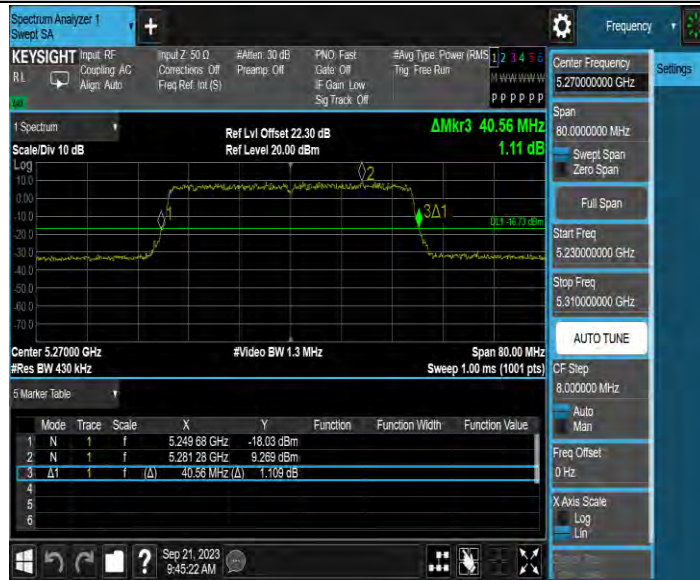 Spectrum Analyzer 1
Swept SA
+
Frequency
KEYSIGHT Input: RF Input Z: 50 Ω #Atten: 30 dB PNO: Fast #Avg Type: Power (RMS 1 2 3 4 5 6
RL Coupling: AC Corrections: Off Preamp: Off Gate: Off Trig: Free Run M W W W W W
Align: Auto Freq Ref: Int (S) IF Gain: Low
Sig Track: Off P P P P P P
Center Frequency
5.270000000 GHz
Settings
Span
80.0000000 MHz
Swept Span
Zero Span
Full Span
Start Freq
5.230000000 GHz
Stop Freq
5.310000000 GHz
AUTO TUNE
CF Step
8.000000 MHz
Auto
Man
Freq Offset
0 Hz
X Axis Scale
Log
Lin
1 Spectrum
Ref Lvl Offset 22.30 dB ΔMkr3 40.56 MHz
Scale/Div 10 dB Ref Level 20.00 dBm 1.11 dB
Log
10.0
0.00
-10.0
-20.0
-30.0
-40.0
-50.0
-60.0
-70.0
1
2
3Δ1
DL1 -16.73 dBm
Center 5.27000 GHz #Video BW 1.3 MHz Span 80.00 MHz
#Res BW 430 kHz Sweep 1.00 ms (1001 pts)
5 Marker Table
Mode Trace Scale X Y Function Function Width Function Value
1 N 1 f 5.249 68 GHz -18.03 dBm
2 N 1 f 5.281 28 GHz 9.269 dBm
3 Δ1 1 f (Δ) 40.56 MHz (Δ) 1.109 dB
4
5
6
?
Sep 21, 2023
9:45:22 AM